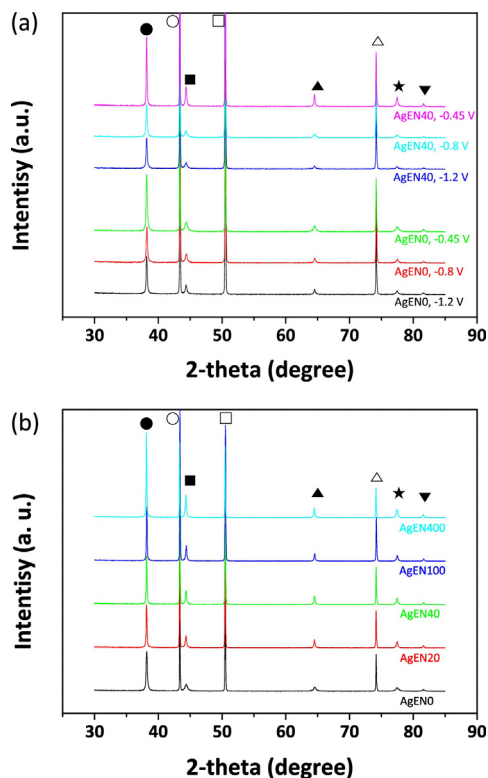 (a)
Intentisy (a.u.)
AgEN40, -0.45 V
AgEN40, -0.8 V
AgEN40, -1.2 V
AgEN0, -0.45 V
AgEN0, -0.8 V
AgEN0, -1.2 V
30 40 50 60 70 80 90
2-theta (degree)
(b)
Intentisy (a. u.)
AgEN400
AgEN100
AgEN40
AgEN20
AgEN0
30 40 50 60 70 80 90
2-theta (degree)